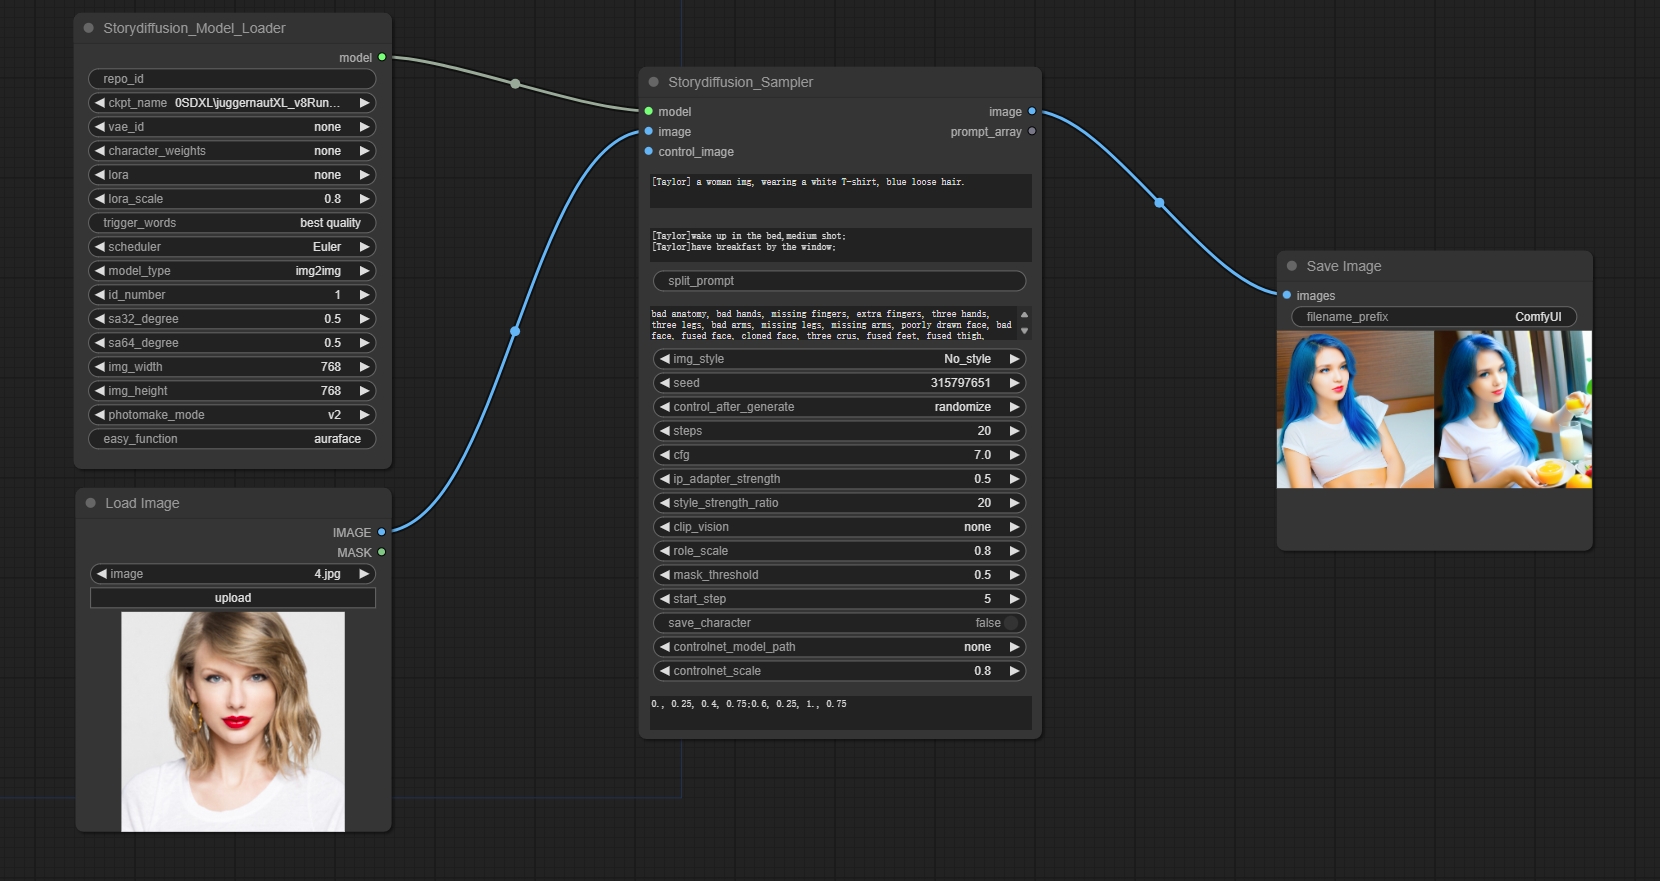 Storydiffusion_Model_Loader
model
repo_id
ckpt_name 0SDXL\juggernautXL_v8Run...
vae_id none
character_weights none
lora none
lora_scale 0.8
trigger_words best quality
scheduler Euler
model_type img2img
id_number 1
sa32_degree 0.5
sa64_degree 0.5
img_width 768
img_height 768
photomake_mode v2
easy_function auraface
Load Image
IMAGE
MASK
image 4.jpg
upload
Storydiffusion_Sampler
model image
image prompt_array
control_image
[Taylor] a woman img, wearing a white T-shirt, blue loose hair.
[Taylor]wake up in the bed,medium shot;
[Taylor]have breakfast by the window;
split_prompt
bad anatomy, bad hands, missing fingers, extra fingers, three hands,
three legs, bad arms, missing legs, missing arms, poorly drawn face, bad
face, fused face, cloned face, three crus, fused feet, fused thigh,
img_style No_style
seed 315797651
control_after_generate randomize
steps 20
cfg 7.0
ip_adapter_strength 0.5
style_strength_ratio 20
clip_vision none
role_scale 0.8
mask_threshold 0.5
start_step 5
save_character false
controlnet_model_path none
controlnet_scale 0.8
0., 0.25, 0.4, 0.75;0.6, 0.25, 1., 0.75
Save Image
images
filename_prefix ComfyUI